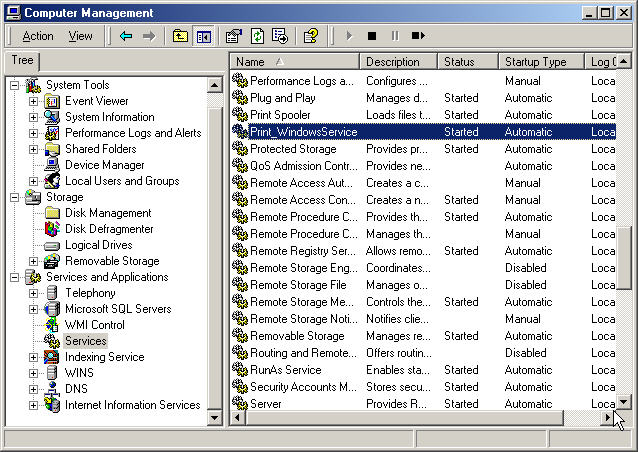 Computer Management
Action View
Tree
System Tools
Event Viewer
System Information
Performance Logs and Alerts
Shared Folders
Device Manager
Local Users and Groups
Storage
Disk Management
Disk Defragmenter
Logical Drives
Removable Storage
Services and Applications
Telephony
Microsoft SQL Servers
WMI Control
Services
Indexing Service
WINS
DNS
Internet Information Services
Name Description Status Startup Type Log O
Performance Logs a... Configures ... Manual Loca
Plug and Play Manages d... Started Automatic Loca
Print Spooler Loads files t... Started Automatic Loca
Print_WindowsService Started Automatic Loca
Protected Storage Provides pr... Started Automatic Loca
QoS Admission Contr... Provides ne... Automatic Loca
Remote Access Aut... Creates a c... Manual Loca
Remote Access Con... Creates a n... Started Manual Loca
Remote Procedure C... Provides th... Started Automatic Loca
Remote Procedure C... Manages th... Manual Loca
Remote Registry Ser... Allows remo... Started Automatic Loca
Remote Storage Eng... Coordinates... Disabled Loca
Remote Storage File Manages o... Disabled Loca
Remote Storage Me... Controls the... Started Automatic Loca
Remote Storage Noti... Notifies clie... Manual Loca
Removable Storage Manages re... Started Automatic Loca
Routing and Remote... Offers routin... Disabled Loca
RunAs Service Enables sta... Started Automatic Loca
Security Accounts M... Stores secu... Started Automatic Loca
Server Provides R... Started Automatic Loca